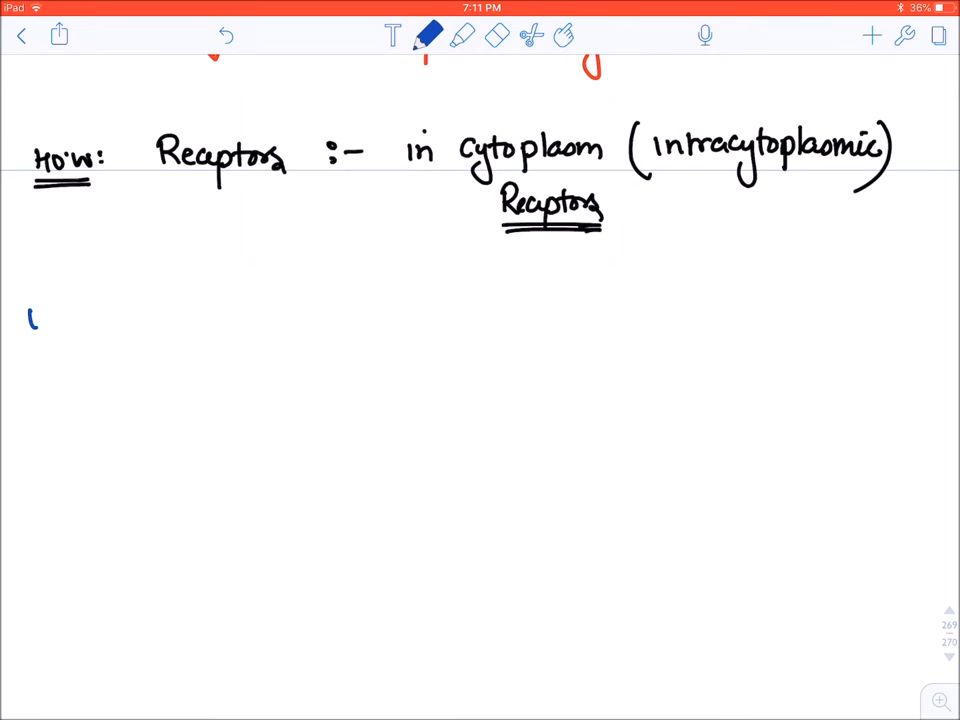 iPad 7:11 PM 36%
T
How: Receptors :- in cytoplasm (intracytoplasmic)
Receptors
269
270